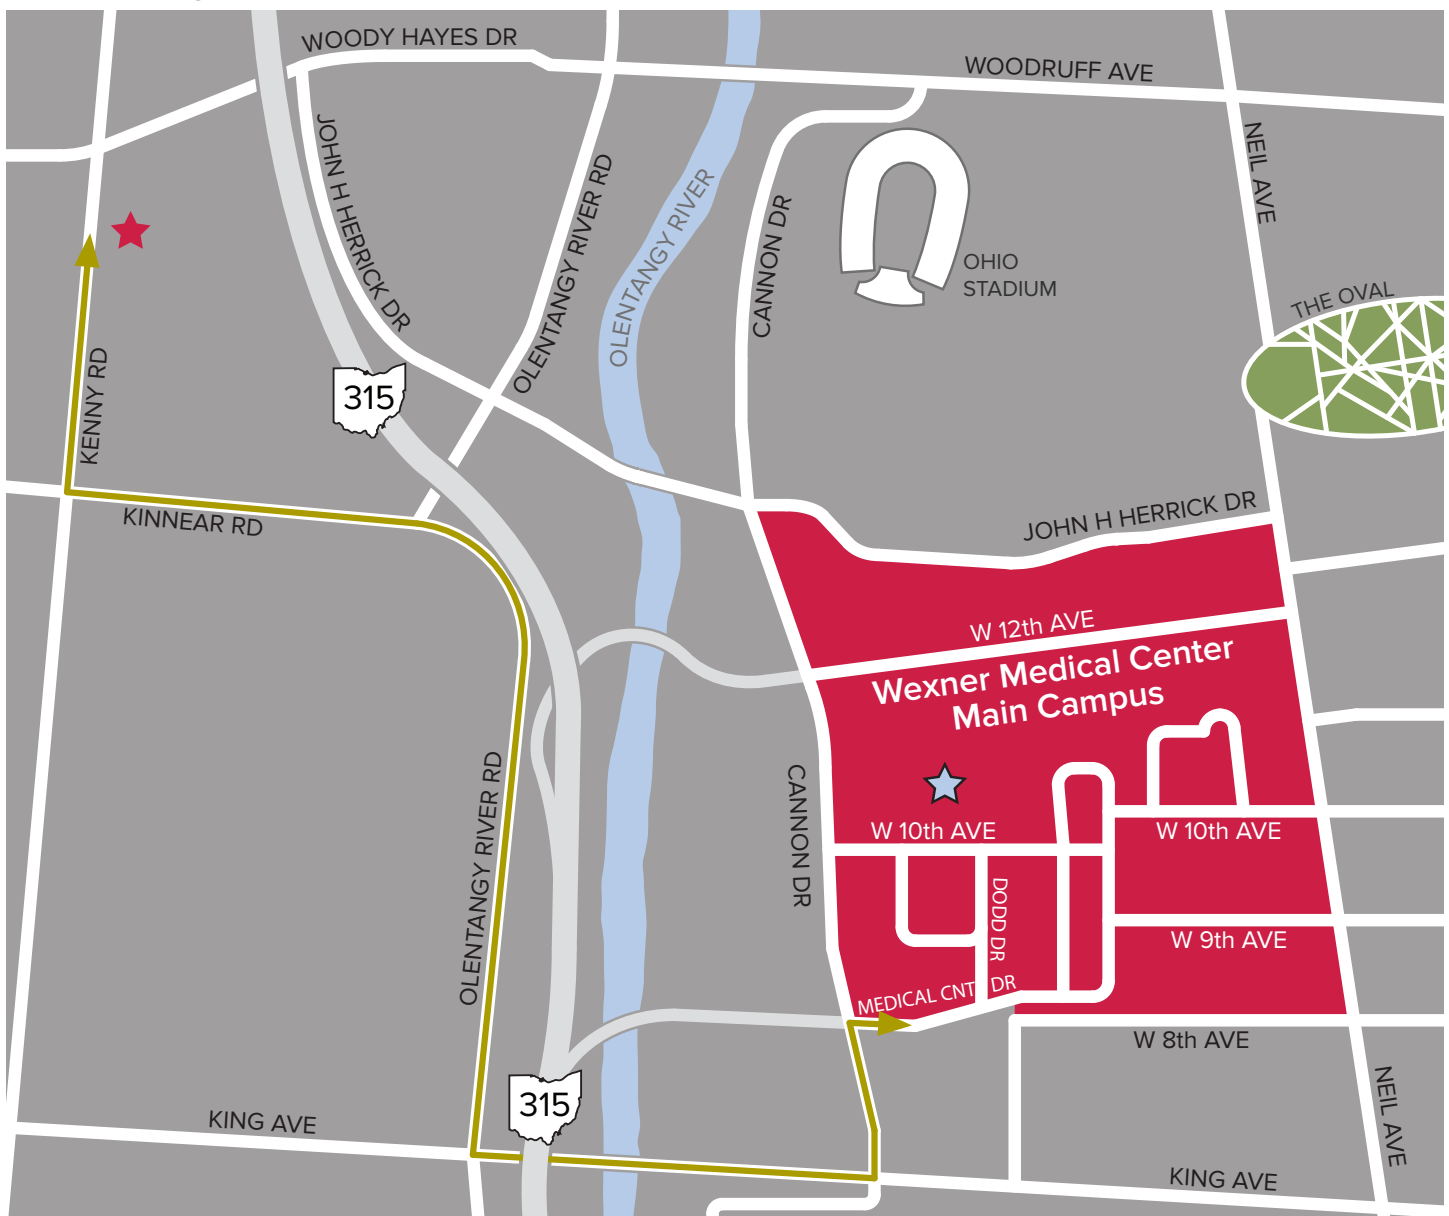 WOODY HAYES DR
WOODRUFF AVE
JOHN H HERRICK DR
NEIL AVE
OLENTANGY RIVER RD
OLENTANGY RIVER
CANNON DR
OHIO
STADIUM
THE OVAL
KENNY RD
315
KINNEAR RD
JOHN H HERRICK DR
W 12th AVE
Wexner Medical Center
Main Campus
OLENTANGY RIVER RD
CANNON DR
W 10th AVE
W 10th AVE
DODD DR
W 9th AVE
MEDICAL CNT DR
W 8th AVE
315
KING AVE
NEIL AVE
KING AVE